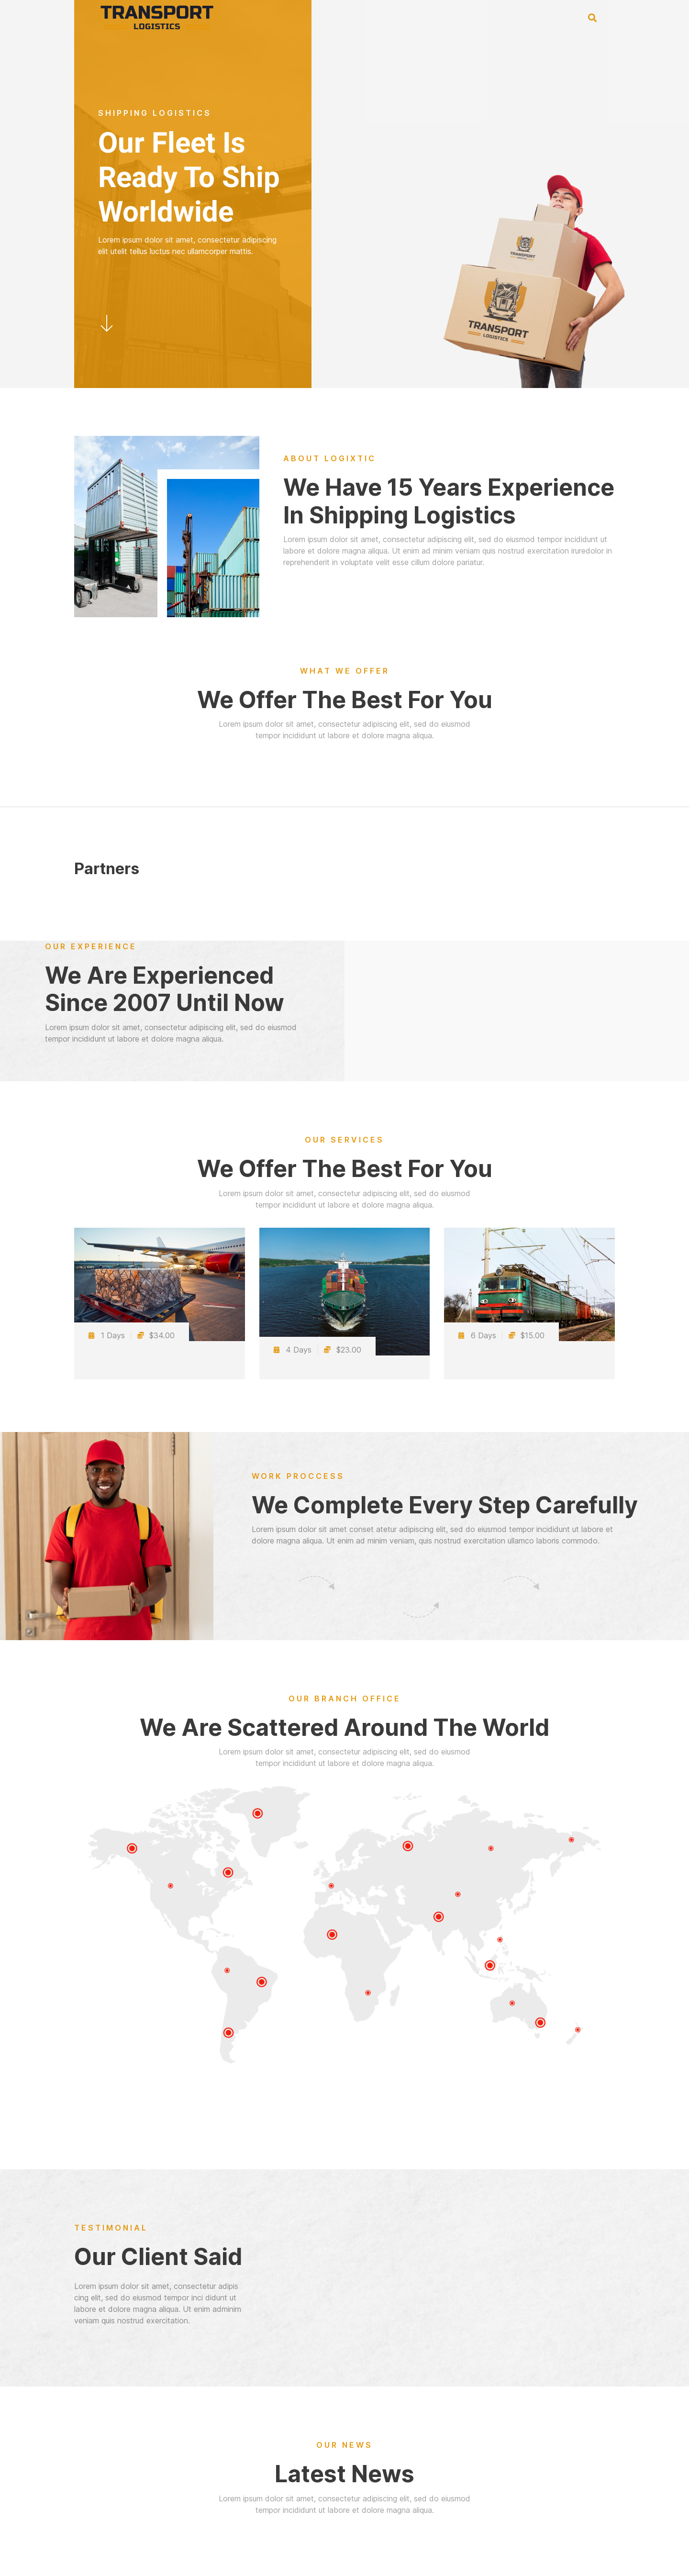 TRANSPORT
LOGISTICS
SHIPPING LOGISTICS
Our Fleet Is
Ready To Ship
Worldwide
Lorem ipsum dolor sit amet, consectetur adipiscing
elit utelit tellus luctus nec ullamcorper mattis.
TRANSPORT
LOGISTICS
TRANSPORT
LOGISTICS
ABOUT LOGIXTIC
We Have 15 Years Experience
In Shipping Logistics
Lorem ipsum dolor sit amet, consectetur adipiscing elit, sed do eiusmod tempor incididunt ut
labore et dolore magna aliqua. Ut enim ad minim veniam quis nostrud exercitation iruredolor in
reprehenderit in voluptate velit esse cillum dolore pariatur.
WHAT WE OFFER
We Offer The Best For You
Lorem ipsum dolor sit amet, consectetur adipiscing elit, sed do eiusmod
tempor incididunt ut labore et dolore magna aliqua.
Partners
OUR EXPERIENCE
We Are Experienced
Since 2007 Until Now
Lorem ipsum dolor sit amet, consectetur adipiscing elit, sed do eiusmod
tempor incididunt ut labore et dolore magna aliqua.
OUR SERVICES
We Offer The Best For You
Lorem ipsum dolor sit amet, consectetur adipiscing elit, sed do eiusmod
tempor incididunt ut labore et dolore magna aliqua.
1 Days $34.00
4 Days $23.00
6 Days $15.00
WORK PROCCESS
We Complete Every Step Carefully
Lorem ipsum dolor sit amet conset atetur adipiscing elit, sed do eiusmod tempor incididunt ut labore et
dolore magna aliqua. Ut enim ad minim veniam, quis nostrud exercitation ullamco laboris commodo.
OUR BRANCH OFFICE
We Are Scattered Around The World
Lorem ipsum dolor sit amet, consectetur adipiscing elit, sed do eiusmod
tempor incididunt ut labore et dolore magna aliqua.
TESTIMONIAL
Our Client Said
Lorem ipsum dolor sit amet, consectetur adipis
cing elit, sed do eiusmod tempor inci didunt ut
labore et dolore magna aliqua. Ut enim adminim
veniam quis nostrud exercitation.
OUR NEWS
Latest News
Lorem ipsum dolor sit amet, consectetur adipiscing elit, sed do eiusmod
tempor incididunt ut labore et dolore magna aliqua.